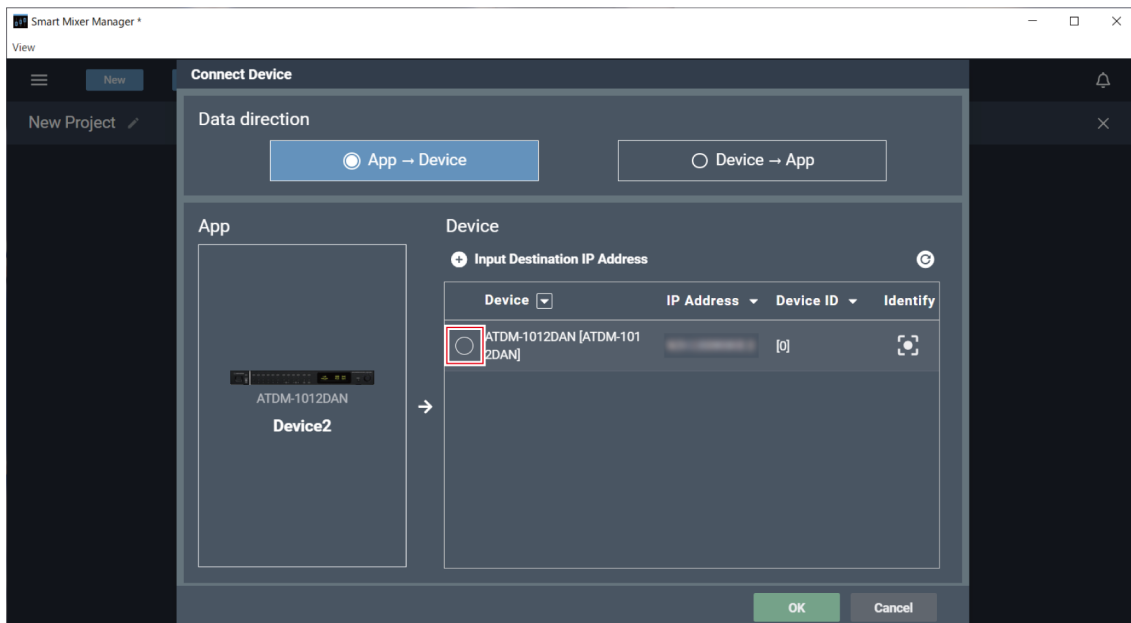 Smart Mixer Manager *
View
New
New Project
Connect Device
Data direction
App → Device
Device → App
App
Device
Input Destination IP Address
Device
IP Address
Device ID
Identify
ATDM-1012DAN [ATDM-101
2DAN]
[0]
ATDM-1012DAN
Device2
OK
Cancel